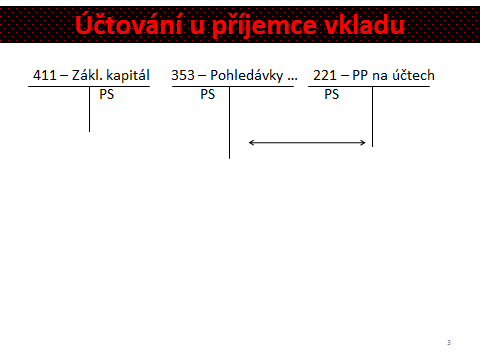 Účtování u příjemce vkladu
411 – Zákl. kapitál 353 – Pohledávky ... 221 – PP na účtech
PS PS PS
3